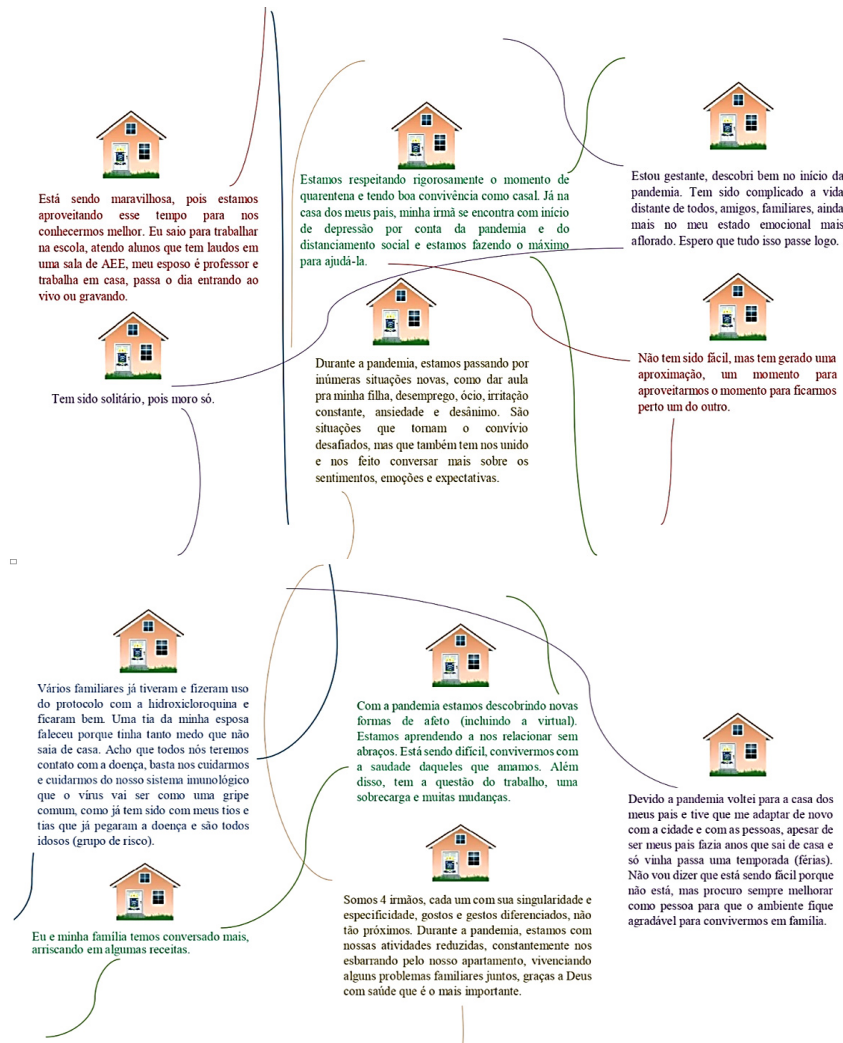 Está sendo maravilhosa, pois estamos
aproveitando esse tempo para nos
conhecermos melhor. Eu saio para trabalhar
na escola, atendo alunos que tem laudos em
uma sala de AEE, meu esposo é professor e
trabalha em casa, passa o dia entrando ao
vivo ou gravando.
Estamos respeitando rigorosamente o momento de
quarentena e tendo boa convivência como casal. Já na
casa dos meus pais, minha irmã se encontra com início
de depressão por conta da pandemia e do
distanciamento social e estamos fazendo o máximo
para ajudá-la.
Estou gestante, descobri bem no início da
pandemia. Tem sido complicado a vida
distante de todos, amigos, familiares, ainda
mais no meu estado emocional mais
aflorado. Espero que tudo isso passe logo.
Tem sido solitário, pois moro só.
Durante a pandemia, estamos passando por
inúmeras situações novas, como dar aula
pra minha filha, desemprego, ócio, irritação
constante, ansiedade e desânimo. São
situações que tornam o convívio
desafiados, mas que também tem nos unido
e nos feito conversar mais sobre os
sentimentos, emoções e expectativas.
Não tem sido fácil, mas tem gerado uma
aproximação, um momento para
aproveitarmos o momento para ficarmos
perto um do outro.
Vários familiares já tiveram e fizeram uso
do protocolo com a hidroxicloroquina e
ficaram bem. Uma tia da minha esposa
faleceu porque tinha tanto medo que não
saia de casa. Acho que todos nós teremos
contato com a doença, basta nos cuidarmos
e cuidarmos do nosso sistema imunológico
que o vírus vai ser como uma gripe
comum, como já tem sido com meus tios e
tias que já pegaram a doença e são todos
idosos (grupo de risco).
Com a pandemia estamos descobrindo novas
formas de afeto (incluindo a virtual).
Estamos aprendendo a nos relacionar sem
abraços. Está sendo difícil, convivermos com
a saudade daqueles que amamos. Além
disso, tem a questão do trabalho, uma
sobrecarga e muitas mudanças.
Devido a pandemia voltei para a casa dos
meus pais e tive que me adaptar de novo
com a cidade e com as pessoas, apesar de
ser meus pais fazia anos que sai de casa e
só vinha passa uma temporada (férias).
Não vou dizer que está sendo fácil porque
não está, mas procuro sempre melhorar
como pessoa para que o ambiente fique
agradável para convivermos em família.
Eu e minha família temos conversado mais,
arriscando em algumas receitas.
Somos 4 irmãos, cada um com sua singularidade e
especificidade, gostos e gestos diferenciados, não
tão próximos. Durante a pandemia, estamos com
nossas atividades reduzidas, constantemente nos
esbarrando pelo nosso apartamento, vivenciando
alguns problemas familiares juntos, graças a Deus
com saúde que é o mais importante.